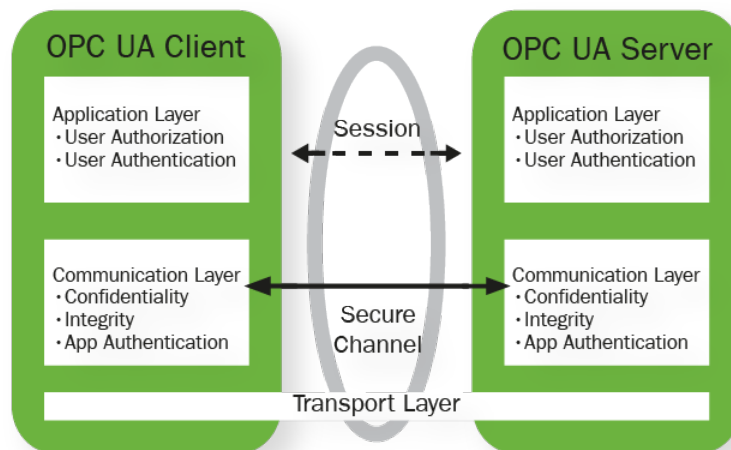 OPC UA Client
Application Layer
· User Authorization
· User Authentication
Communication Layer
· Confidentiality
· Integrity
· App Authentication
Session
Secure
Channel
Transport Layer
OPC UA Server
Application Layer
· User Authorization
· User Authentication
Communication Layer
· Confidentiality
· Integrity
· App Authentication